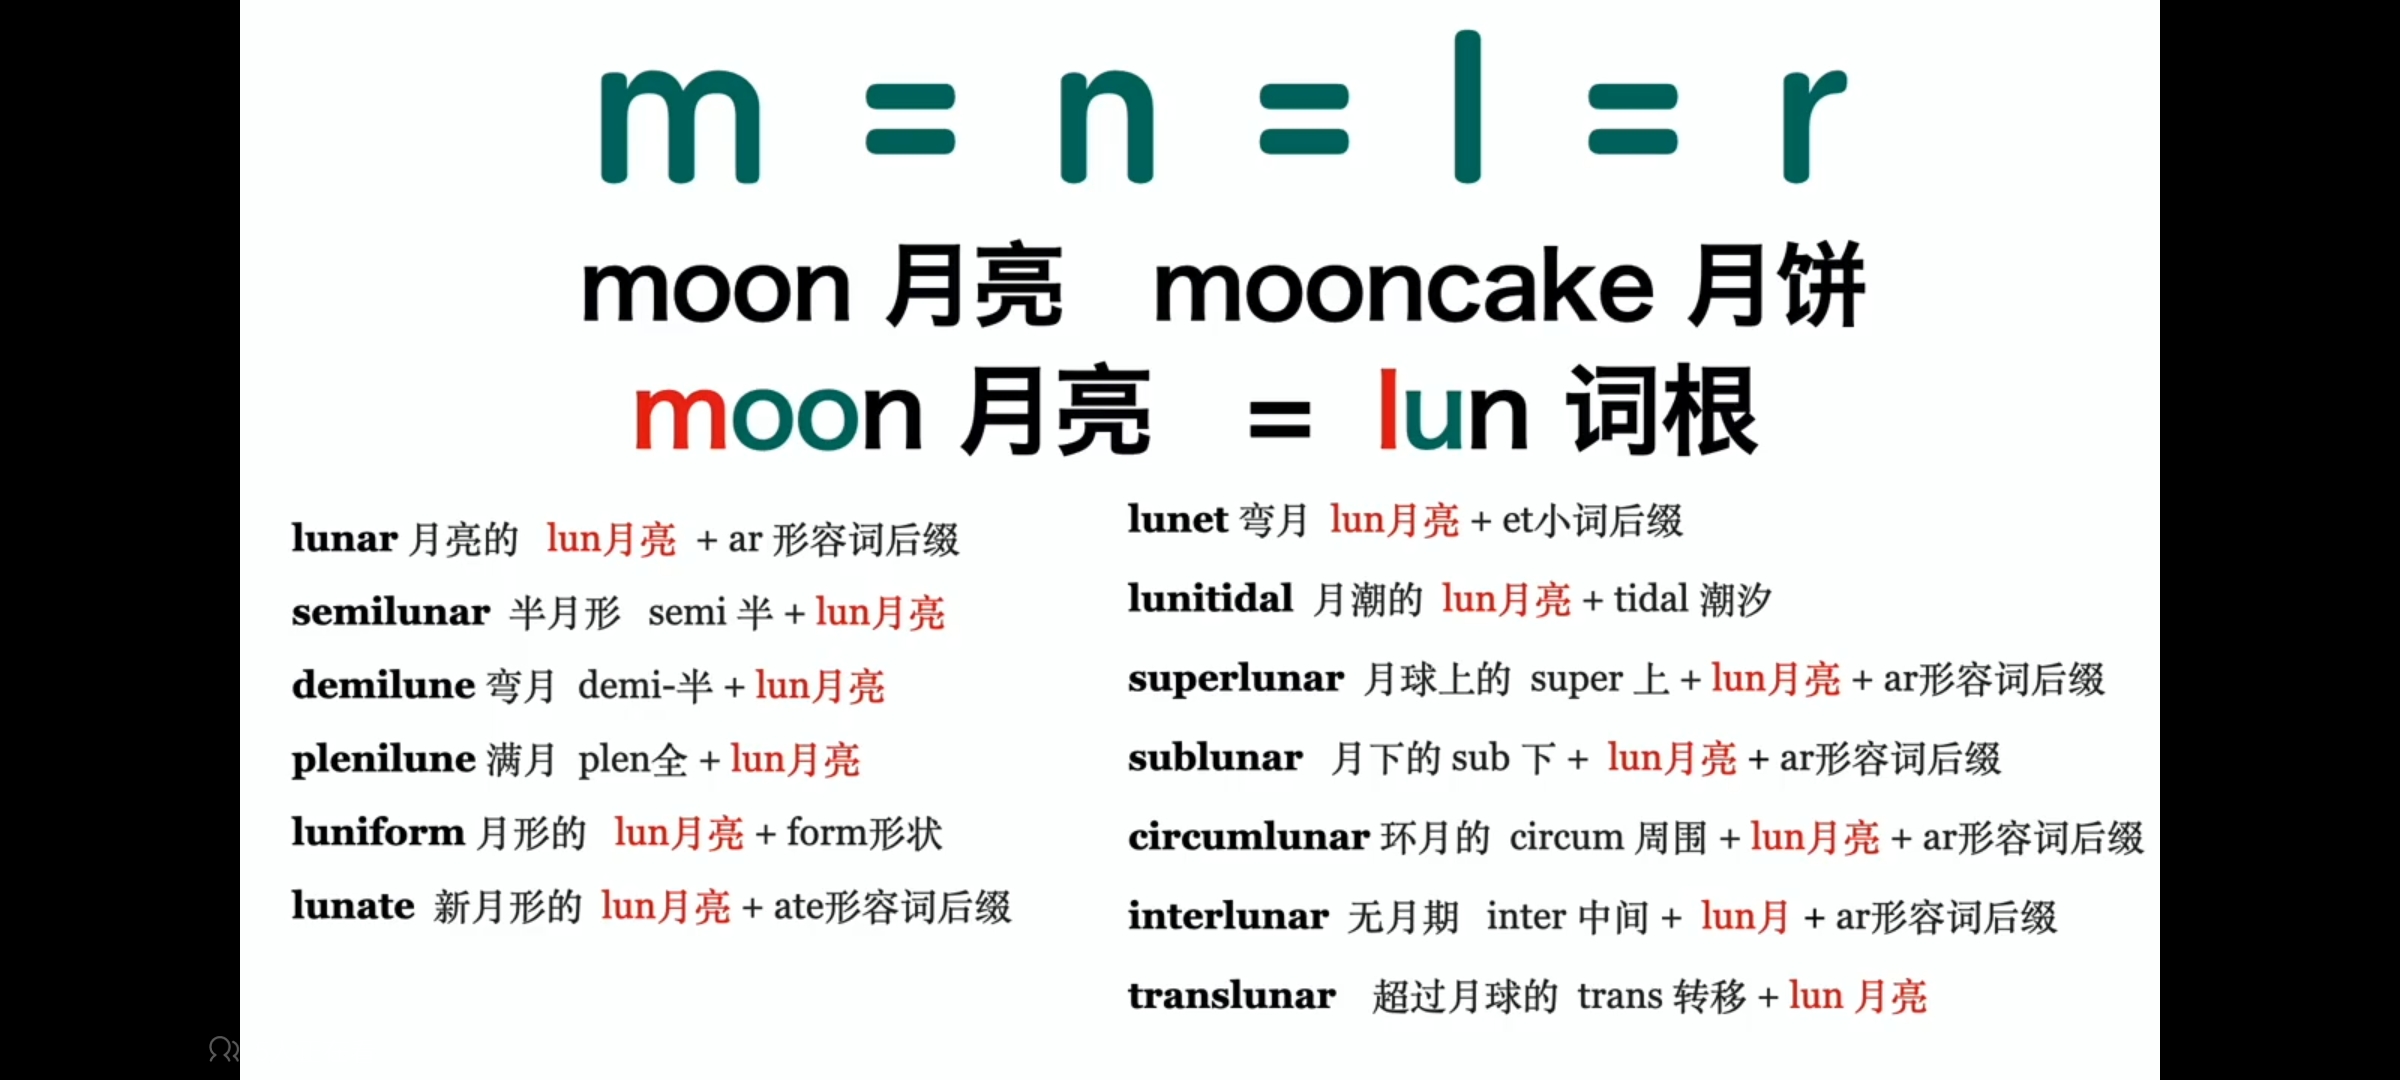 m = n = l = r
moon 月亮 mooncake 月饼
moon 月亮 = lun 词根
lunar 月亮的 lun月亮 + ar 形容词后缀
semilunar 半月形 semi 半 + lun月亮
demilune 弯月 demi-半 + lun月亮
plenilune 满月 plen全 + lun月亮
luniform 月形的 lun月亮 + form形状
lunate 新月形的 lun月亮 + ate形容词后缀
lunet 弯月 lun月亮 + et小词后缀
lunitidal 月潮的 lun月亮 + tidal 潮汐
superlunar 月球上的 super 上 + lun月亮 + ar形容词后缀
sublunar 月下的 sub 下 + lun月亮 + ar形容词后缀
circumlunar 环月的 circum 周围 + lun月亮 + ar形容词后缀
interlunar 无月期 inter 中间 + lun月 + ar形容词后缀
translunar 超过月球的 trans 转移 + lun 月亮